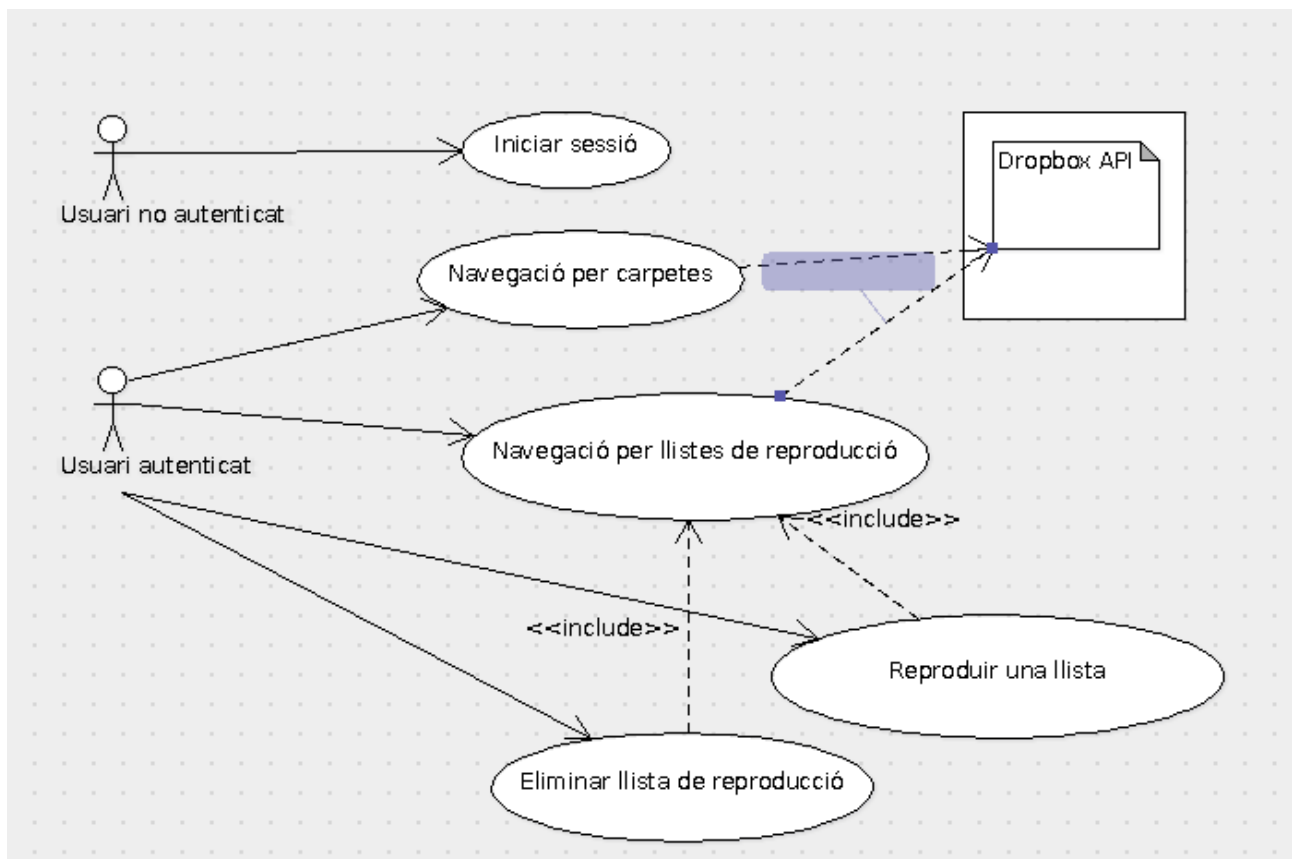 Iniciar sessió
Dropbox API
Usuari no autenticat
Navegació per carpetes
Navegació per llistes de reproducció
Usuari autenticat
<<include>>
<<include>>
Reproduir una llista
Eliminar llista de reproducció